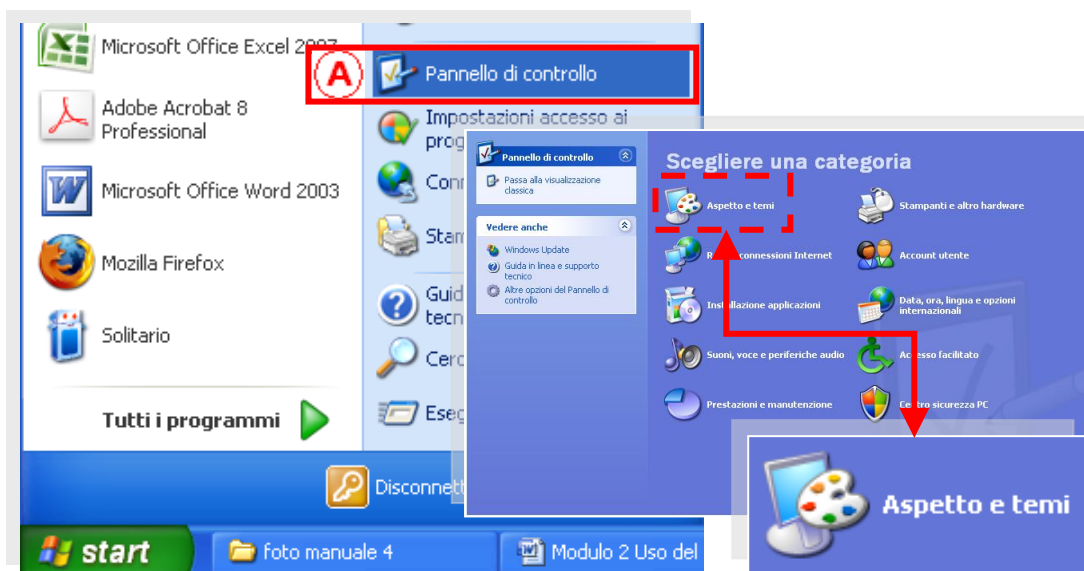 Microsoft Office Excel 2007
A
Pannello di controllo
Adobe Acrobat 8
Professional
Impostazioni accesso ai
prog
Microsoft Office Word 2003
Conn
Stam
Mozilla Firefox
Guid
tecn
Solitario
Cerc
Tutti i programmi
Eseg
Disconnett
start
foto manuale 4
Modulo 2 Uso del
Pannello di controllo
Passa alla visualizzazione
classica
Vedere anche
Windows Update
Guida in linea e supporto
tecnico
Altre opzioni del Pannello di
controllo
Scegliere una categoria
Aspetto e temi
Stampanti e altro hardware
connessioni Internet
Account utente
Installazione applicazioni
Data, ora, lingua e opzioni
internazionali
Suoni, voce e periferiche audio
Accesso facilitato
Prestazioni e manutenzione
Centro sicurezza PC
Aspetto e temi